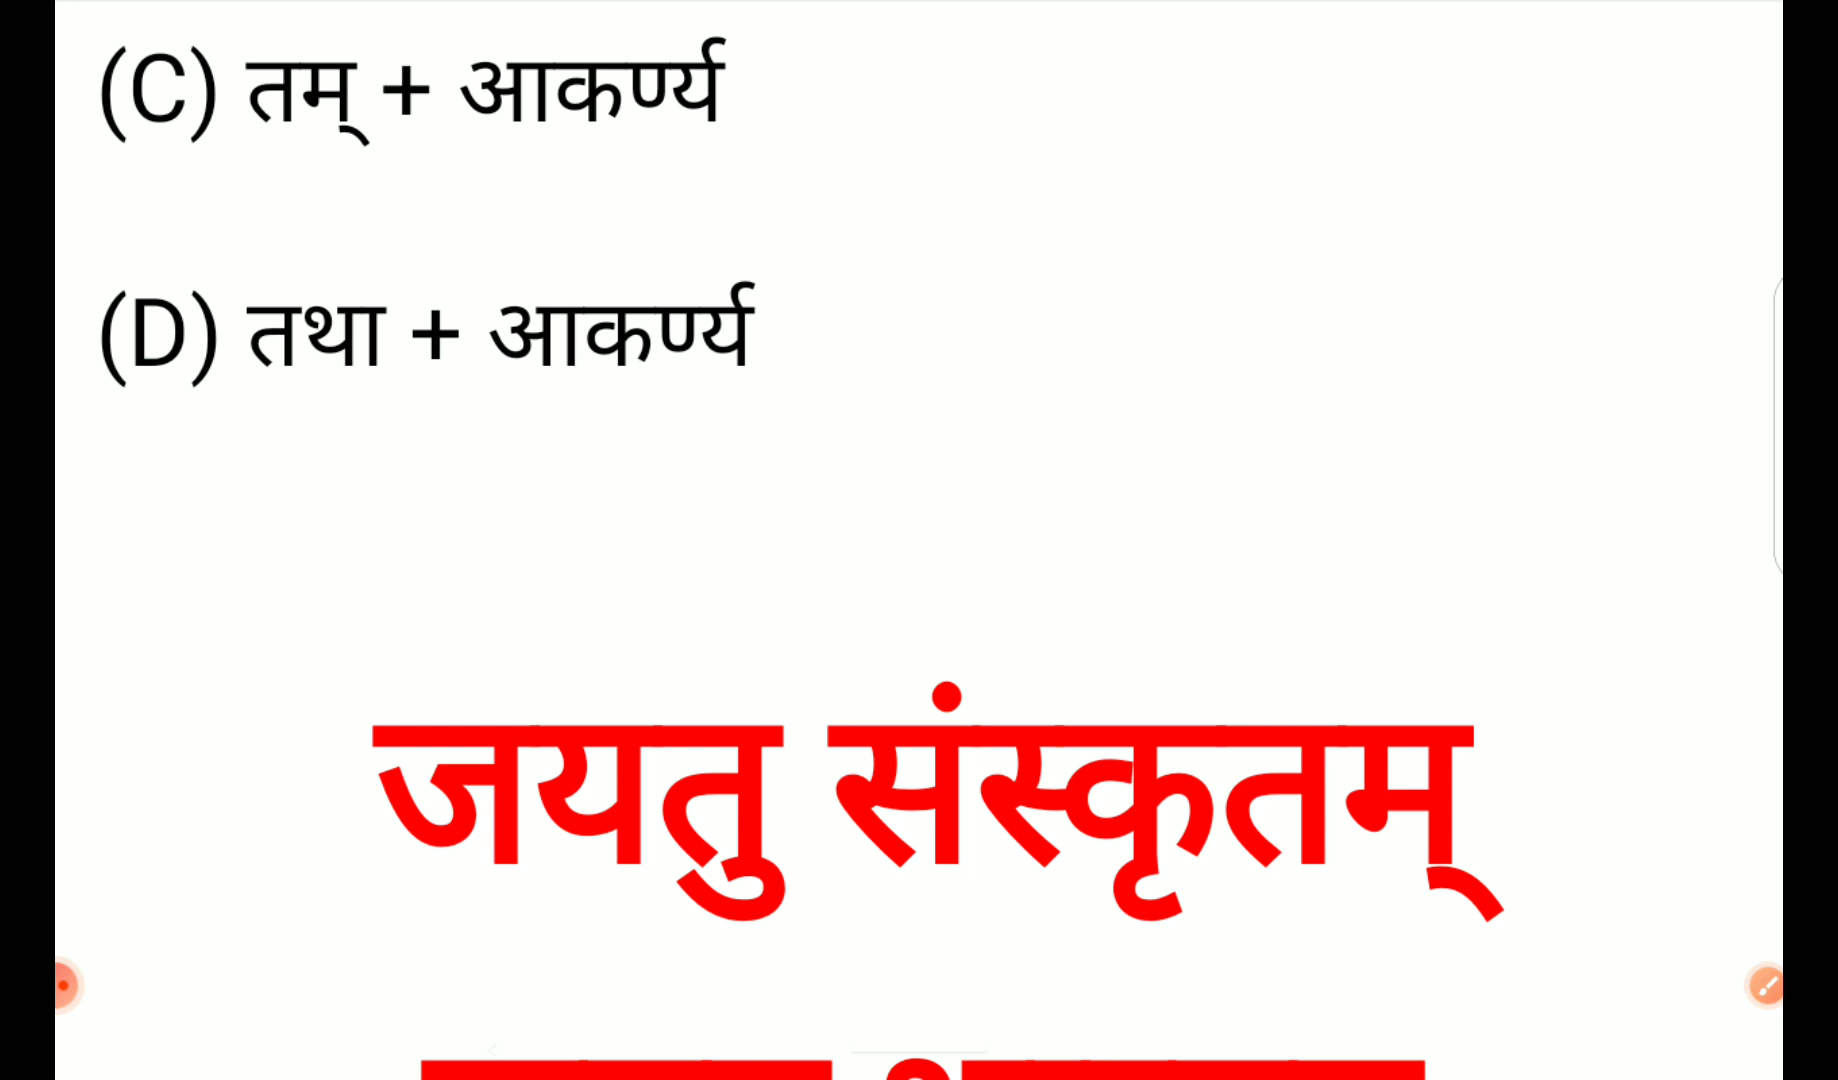 (C) तम् + आकर्ण्य
(D) तथा + आकर्ण्य
जयतु संस्कृतम्